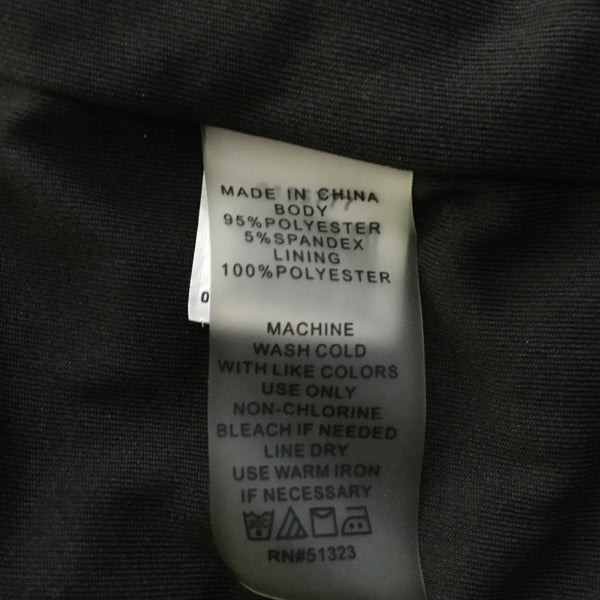 MADE IN CHINA
BODY
95%POLYESTER
5%SPANDEX
LINING
100%POLYESTER
0
MACHINE
WASH COLD
WITH LIKE COLORS
USE ONLY
NON-CHLORINE
BLEACH IF NEEDED
LINE DRY
USE WARM IRON
IF NECESSARY
RN#51323